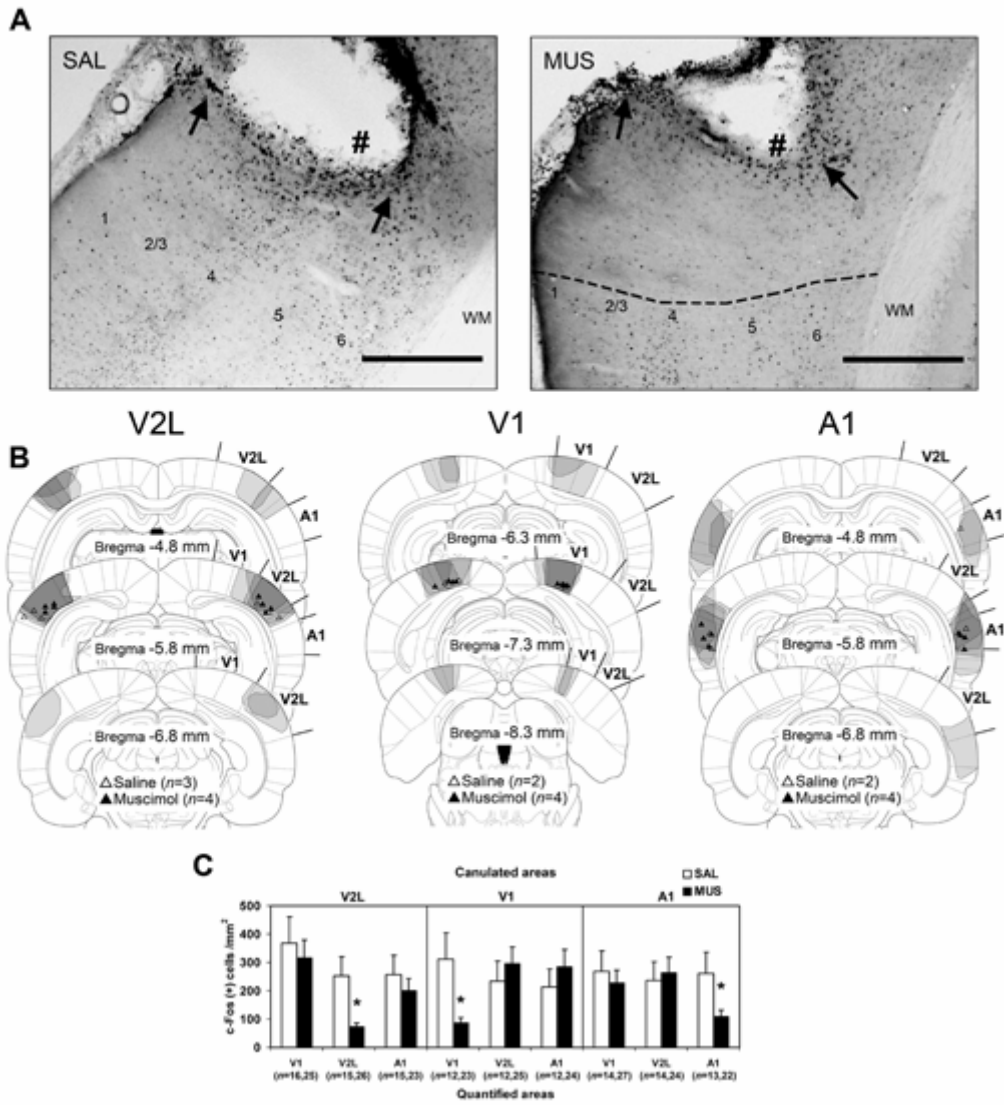 A
SAL
MUS
#
#
1
2/3
4
5
6
WM
1
2/3
4
5
6
WM
B
V2L
V1
A1
V2L
A1
Bregma -4.8 mm
V1
V2L
A1
Bregma -5.8 mm
V1
V2L
Bregma -6.8 mm
△Saline (n=3)
▲Muscimol (n=4)
V1
V2L
Bregma -6.3 mm
V1
V2L
Bregma -7.3 mm
V1
V2L
Bregma -8.3 mm
△Saline (n=2)
▲Muscimol (n=4)
V2L
A1
Bregma -4.8 mm
V2L
A1
Bregma -5.8 mm
V2L
Bregma -6.8 mm
△Saline (n=2)
▲Muscimol (n=4)
C
Canulated areas
SAL
MUS
V2L
V1
A1
c-Fos (+) cells /mm²
500
400
300
200
100
0
*
*
*
V1 V2L A1 V1 V2L A1 V1 V2L A1
(n=16,25) (n=15,26) (n=15,23) (n=12,23) (n=12,25) (n=12,24) (n=14,27) (n=14,24) (n=13,22)
Quantified areas